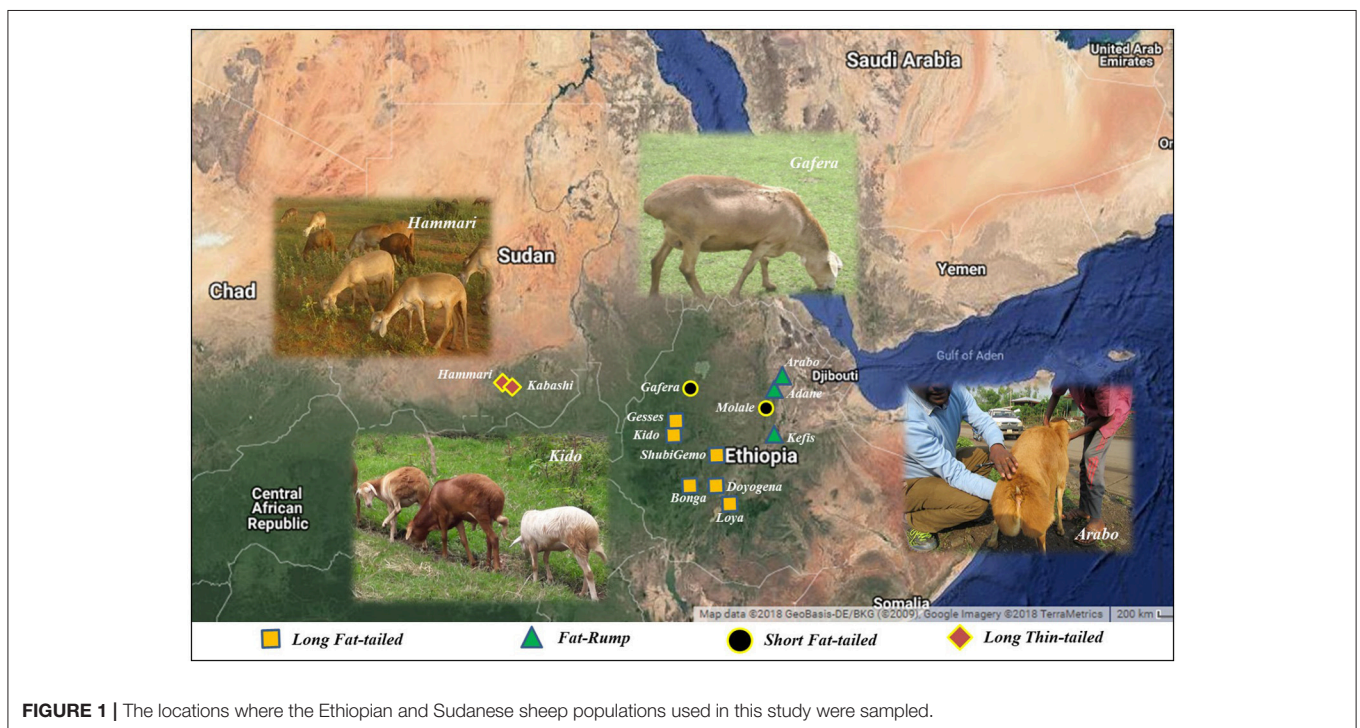 United Arab
Emirates
Saudi Arabia
Gafera
Or
Hammari
Sudan
Chad
Yemen
Gulf of Aden
Arabo
Djibouti
Hammari
Kabashi
Gafera
Adane
Molale
Gesses
Kido
Kefis
ShubiGemo
Ethiopia
Kido
Central
African
Republic
Bonga
Doyogena
Loya
Arabo
Somalia
Map data ©2018 GeoBasis-DE/BKG (©2009), Google Imagery ©2018 TerraMetrics 200 km
Long Fat-tailed Fat-Rump Short Fat-tailed Long Thin-tailed
FIGURE 1 | The locations where the Ethiopian and Sudanese sheep populations used in this study were sampled.